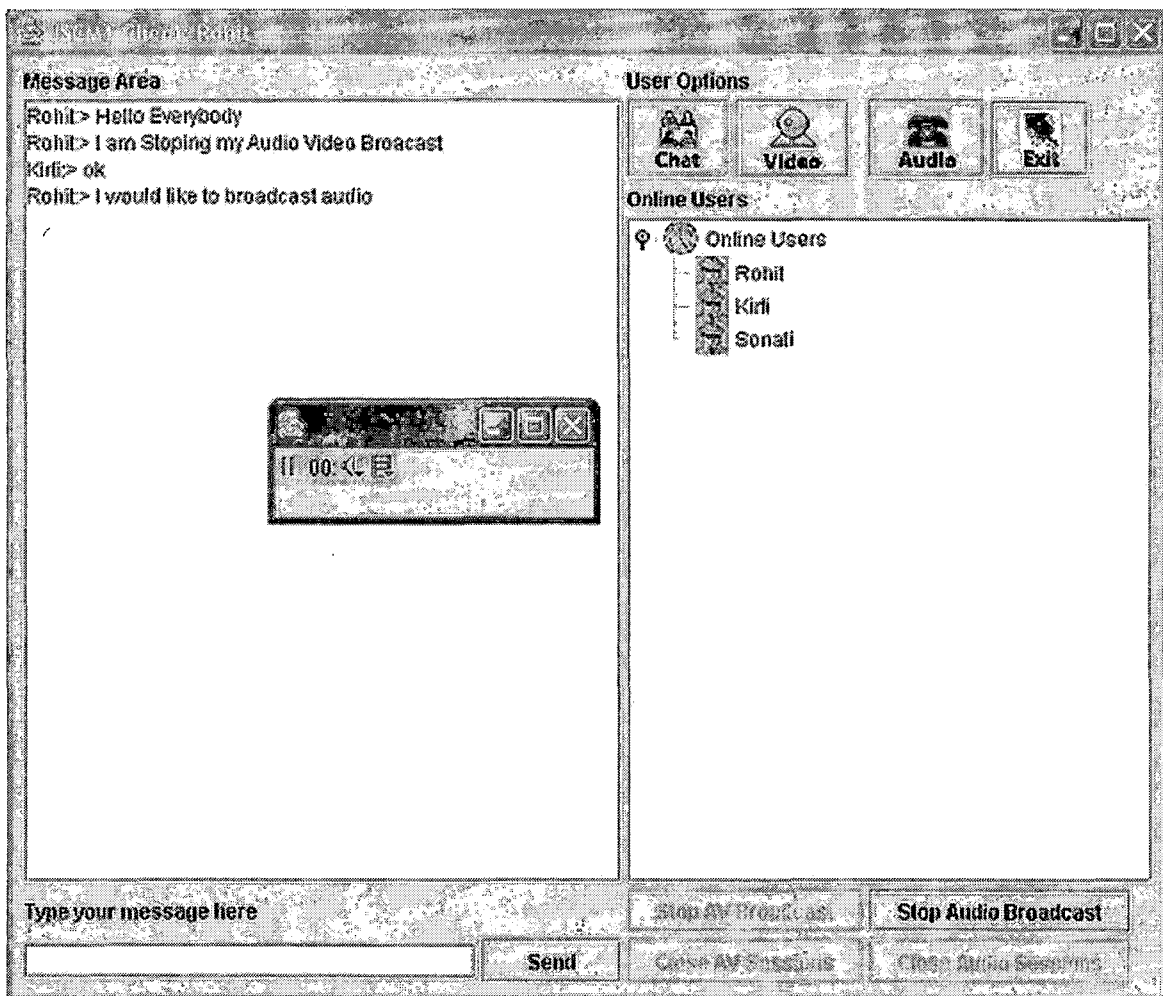 Message Area
Rohit:> Hello Everybody
Rohit:> I am Stoping my Audio Video Broacast
Kirti:> ok
Rohit:> I would like to broadcast audio
User Options
Chat Video Audio Exit
Online Users
Online Users
Rohit
Kirti
Sonali
00:
Type your message here
Send
Stop AV Broadcast Stop Audio Broadcast
Close AV Sessions Close Audio Sessions